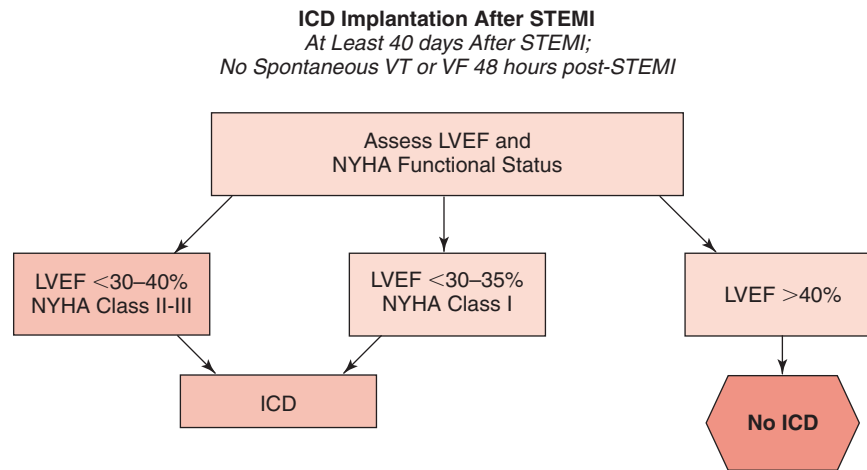 ICD Implantation After STEMI
At Least 40 days After STEMI;
No Spontaneous VT or VF 48 hours post-STEMI
Assess LVEF and
NYHA Functional Status
LVEF <30–40%
NYHA Class II-III
LVEF <30–35%
NYHA Class I
LVEF >40%
ICD
No ICD